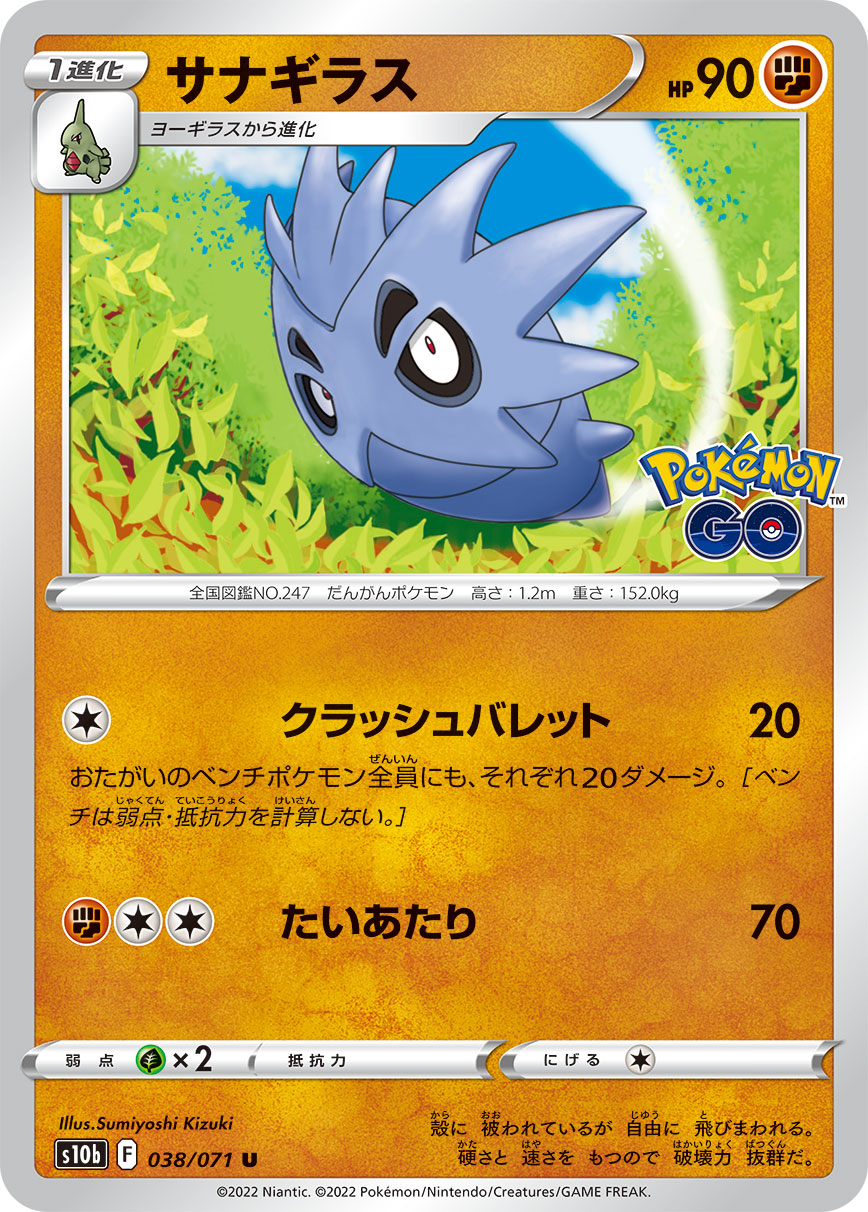 1進化
サナギラス
HP90
ヨーギラスから進化
POKÉMON
GO
™
全国図鑑NO.247 だんがんポケモン 高さ:1.2m 重さ:152.0kg
クラッシュバレット 20
おたがいのベンチポケモン全員にも、それぞれ20ダメージ。[ベン
チは弱点・抵抗力を計算しない。]
たいあたり 70
弱点 ×2 抵抗力 にげる
Illus.Sumiyoshi Kizuki
殻に 被われているが 自由に 飛びまわれる。
硬さと 速さを もつので 破壊力 抜群だ。
s10b F 038/071 U
©2022 Niantic. ©2022 Pokémon/Nintendo/Creatures/GAME FREAK.